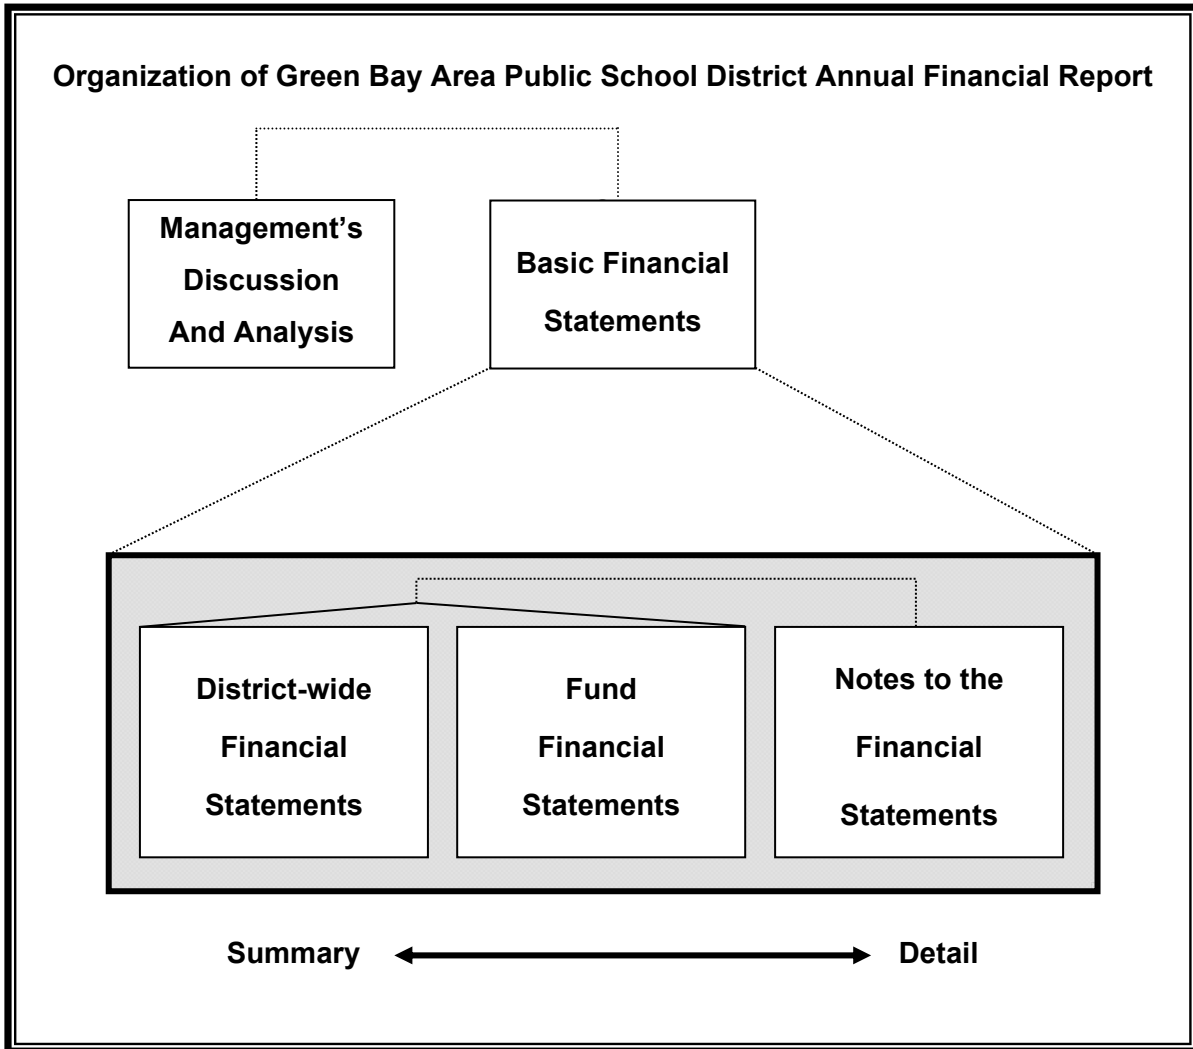 Organization of Green Bay Area Public School District Annual Financial Report
Management’s
Discussion
And Analysis
Basic Financial
Statements
District-wide
Financial
Statements
Fund
Financial
Statements
Notes to the
Financial
Statements
Summary
Detail